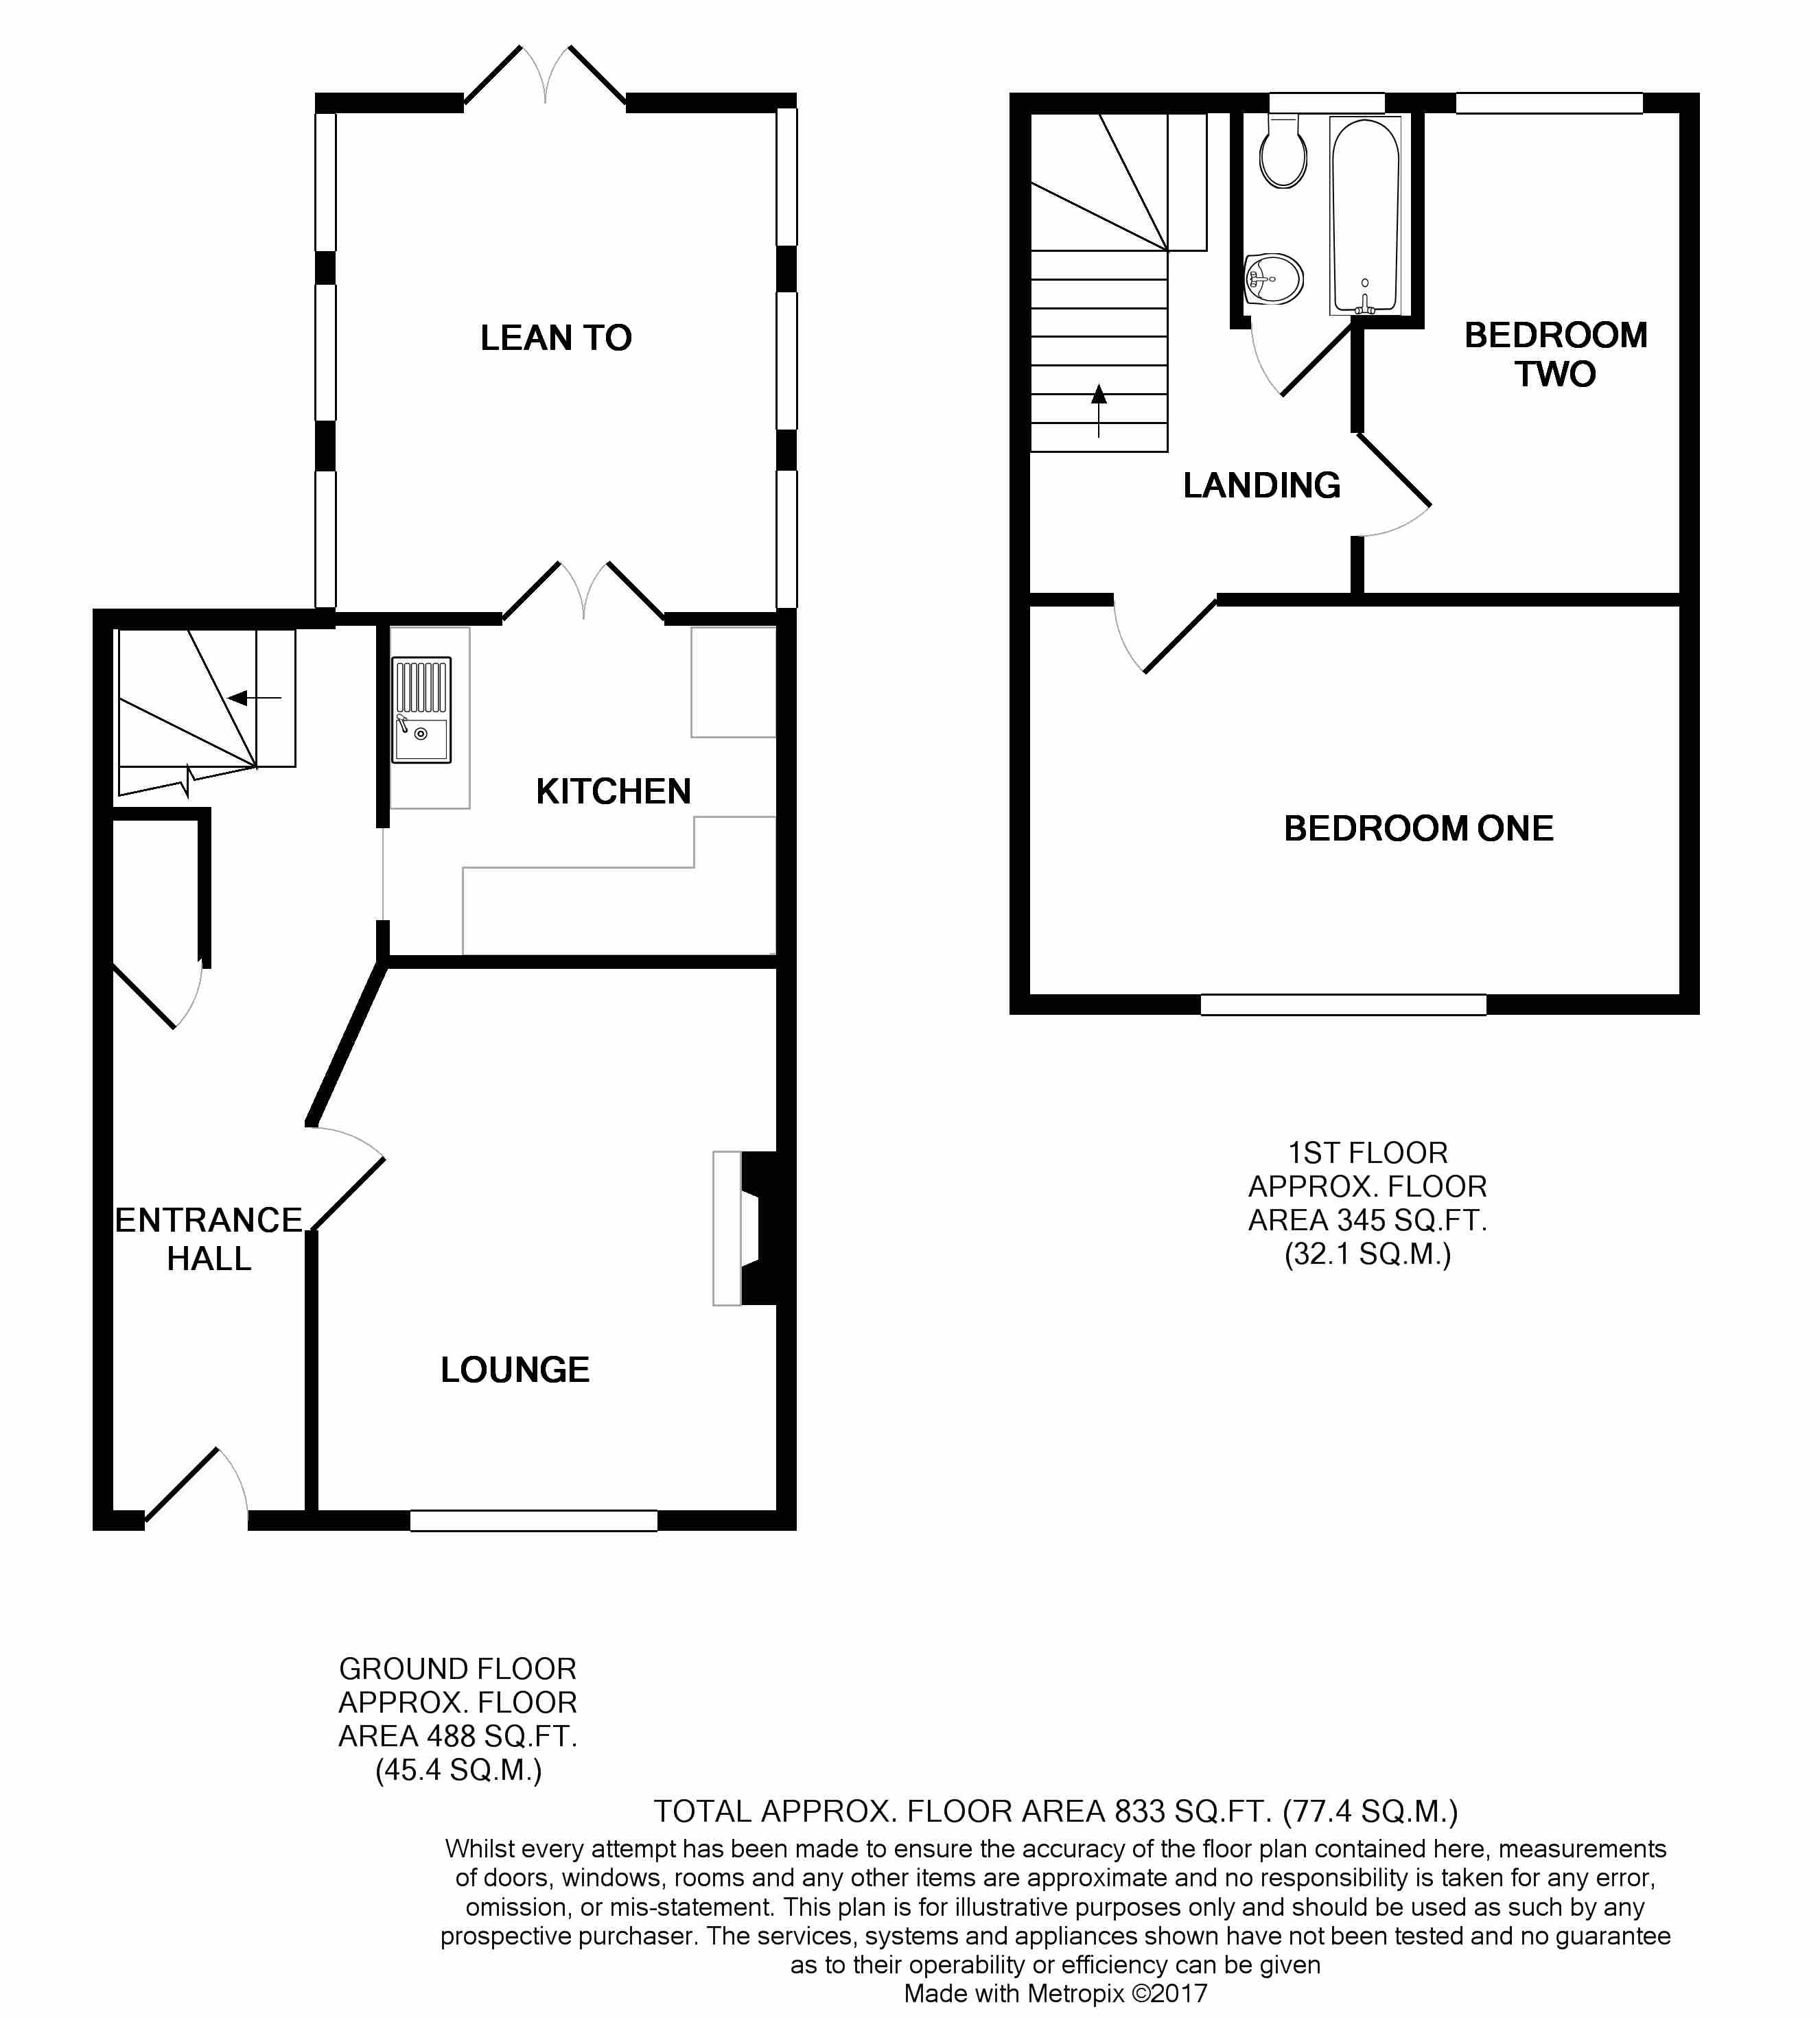 LEAN TO
KITCHEN
ENTRANCE
HALL
LOUNGE
GROUND FLOOR
APPROX. FLOOR
AREA 488 SQ.FT.
(45.4 SQ.M.)
BEDROOM
TWO
LANDING
BEDROOM ONE
1ST FLOOR
APPROX. FLOOR
AREA 345 SQ.FT.
(32.1 SQ.M.)
TOTAL APPROX. FLOOR AREA 833 SQ.FT. (77.4 SQ.M.)
Whilst every attempt has been made to ensure the accuracy of the floor plan contained here, measurements
of doors, windows, rooms and any other items are approximate and no responsibility is taken for any error,
omission, or mis-statement. This plan is for illustrative purposes only and should be used as such by any
prospective purchaser. The services, systems and appliances shown have not been tested and no guarantee
as to their operability or efficiency can be given
Made with Metropix ©2017